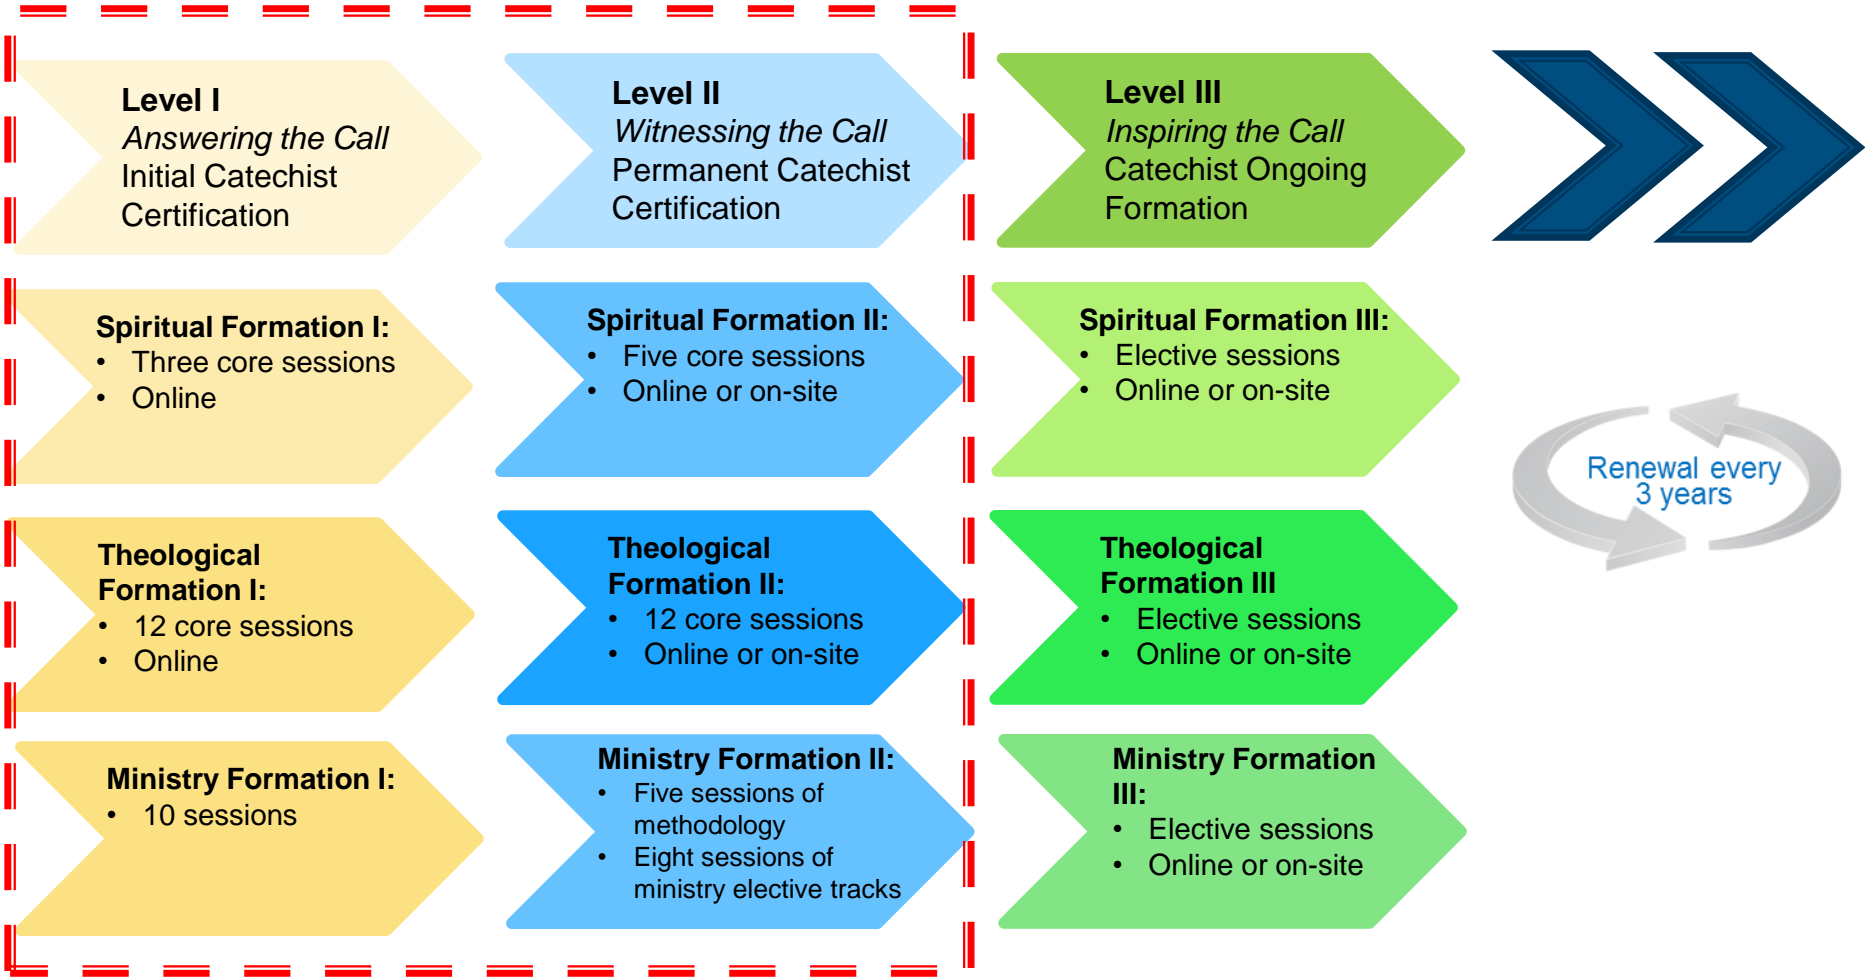 Level I
Answering the Call
Initial Catechist
Certification
Level II
Witnessing the Call
Permanent Catechist
Certification
Level III
Inspiring the Call
Catechist Ongoing
Formation
Spiritual Formation I:
• Three core sessions
• Online
Spiritual Formation II:
• Five core sessions
• Online or on-site
Spiritual Formation III:
• Elective sessions
• Online or on-site
Renewal every
3 years
Theological
Formation I:
• 12 core sessions
• Online
Theological
Formation II:
• 12 core sessions
• Online or on-site
Theological
Formation III
• Elective sessions
• Online or on-site
Ministry Formation I:
• 10 sessions
Ministry Formation II:
• Five sessions of
methodology
• Eight sessions of
ministry elective tracks
Ministry Formation
III:
• Elective sessions
• Online or on-site